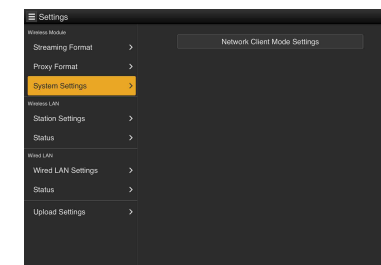 Settings
Wireless Module
Streaming Format
Network Client Mode Settings
Proxy Format
System Settings
Wireless LAN
Station Settings
Status
Wired LAN
Wired LAN Settings
Status
Upload Settings